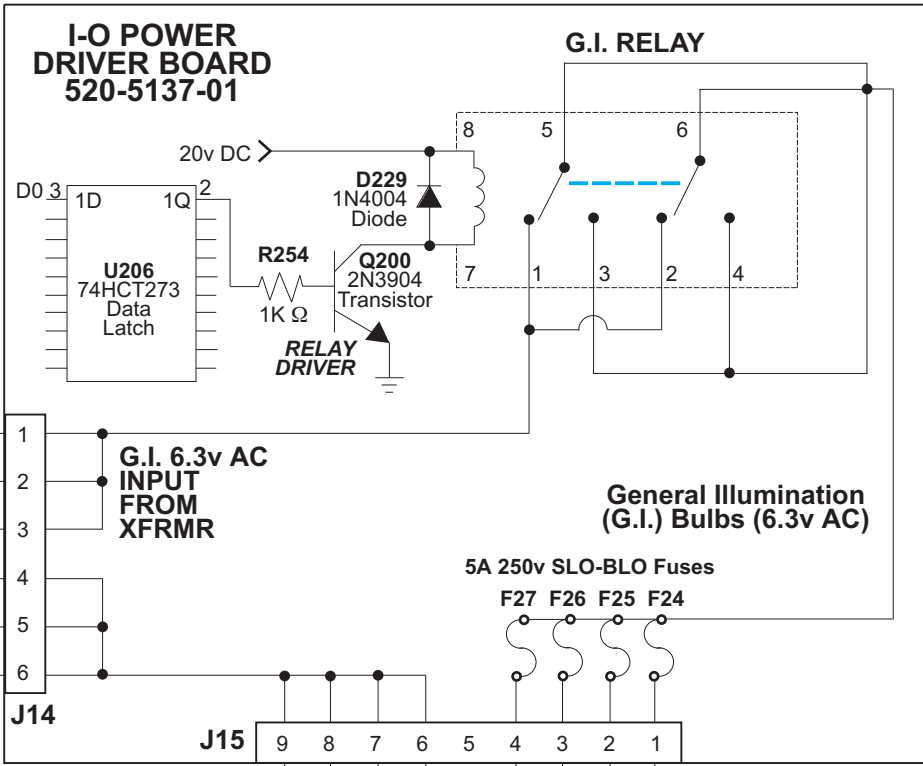 I-O POWER
DRIVER BOARD
520-5137-01
G.I. RELAY
8
5
6
20v DC
D229
1N4004
Diode
D0 3
2
1D
1Q
U206
74HCT273
Data
Latch
R254
1K Ω
Q200
2N3904
Transistor
7
1
3
2
4
RELAY
DRIVER
1
2
3
4
5
6
J14
G.I. 6.3v AC
INPUT
FROM
XFRMR
General Illumination
(G.I.) Bulbs (6.3v AC)
5A 250v SLO-BLO Fuses
F27 F26 F25 F24
J15
9 8 7 6 5 4 3 2 1